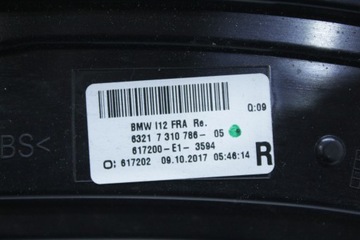 Q:09
BMW I12 FRA Re.
6321 7 310 786-05
617200-E1-3594
O: 617202 09.10.2017 05:46:14
R
BS<